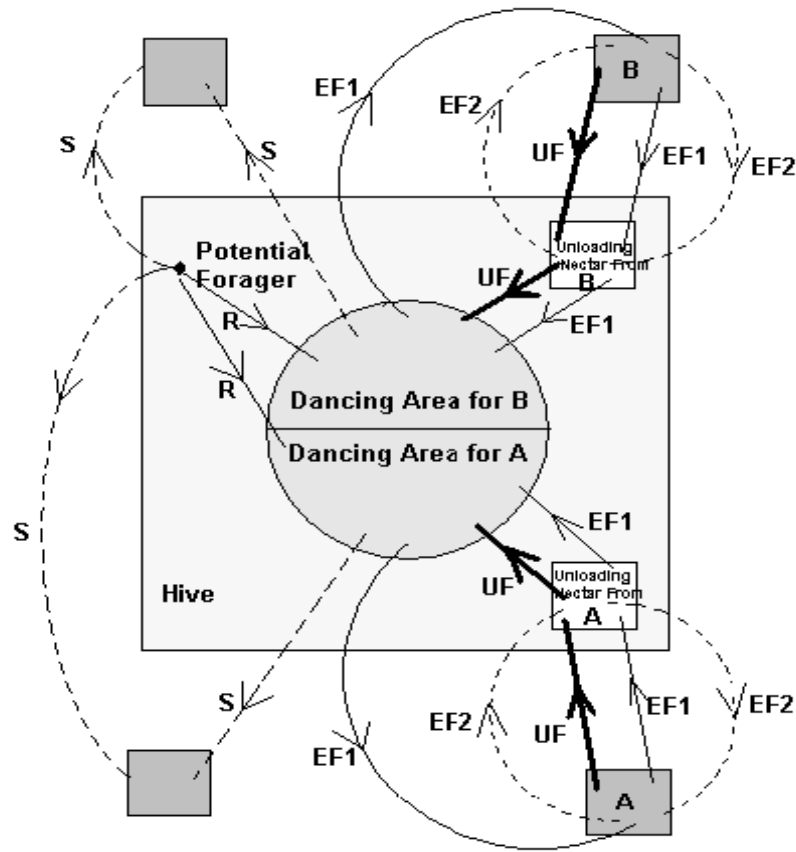 B
EF1
EF2
S
S
UF
EF1
EF2
Potential
Forager
Unloading
Nectar From
B
UF
EF1
R
R
Dancing Area for B
Dancing Area for A
S
EF1
Hive
UF
Unloading
Nectar From
A
S
EF2
UF
EF1
EF2
EF1
A